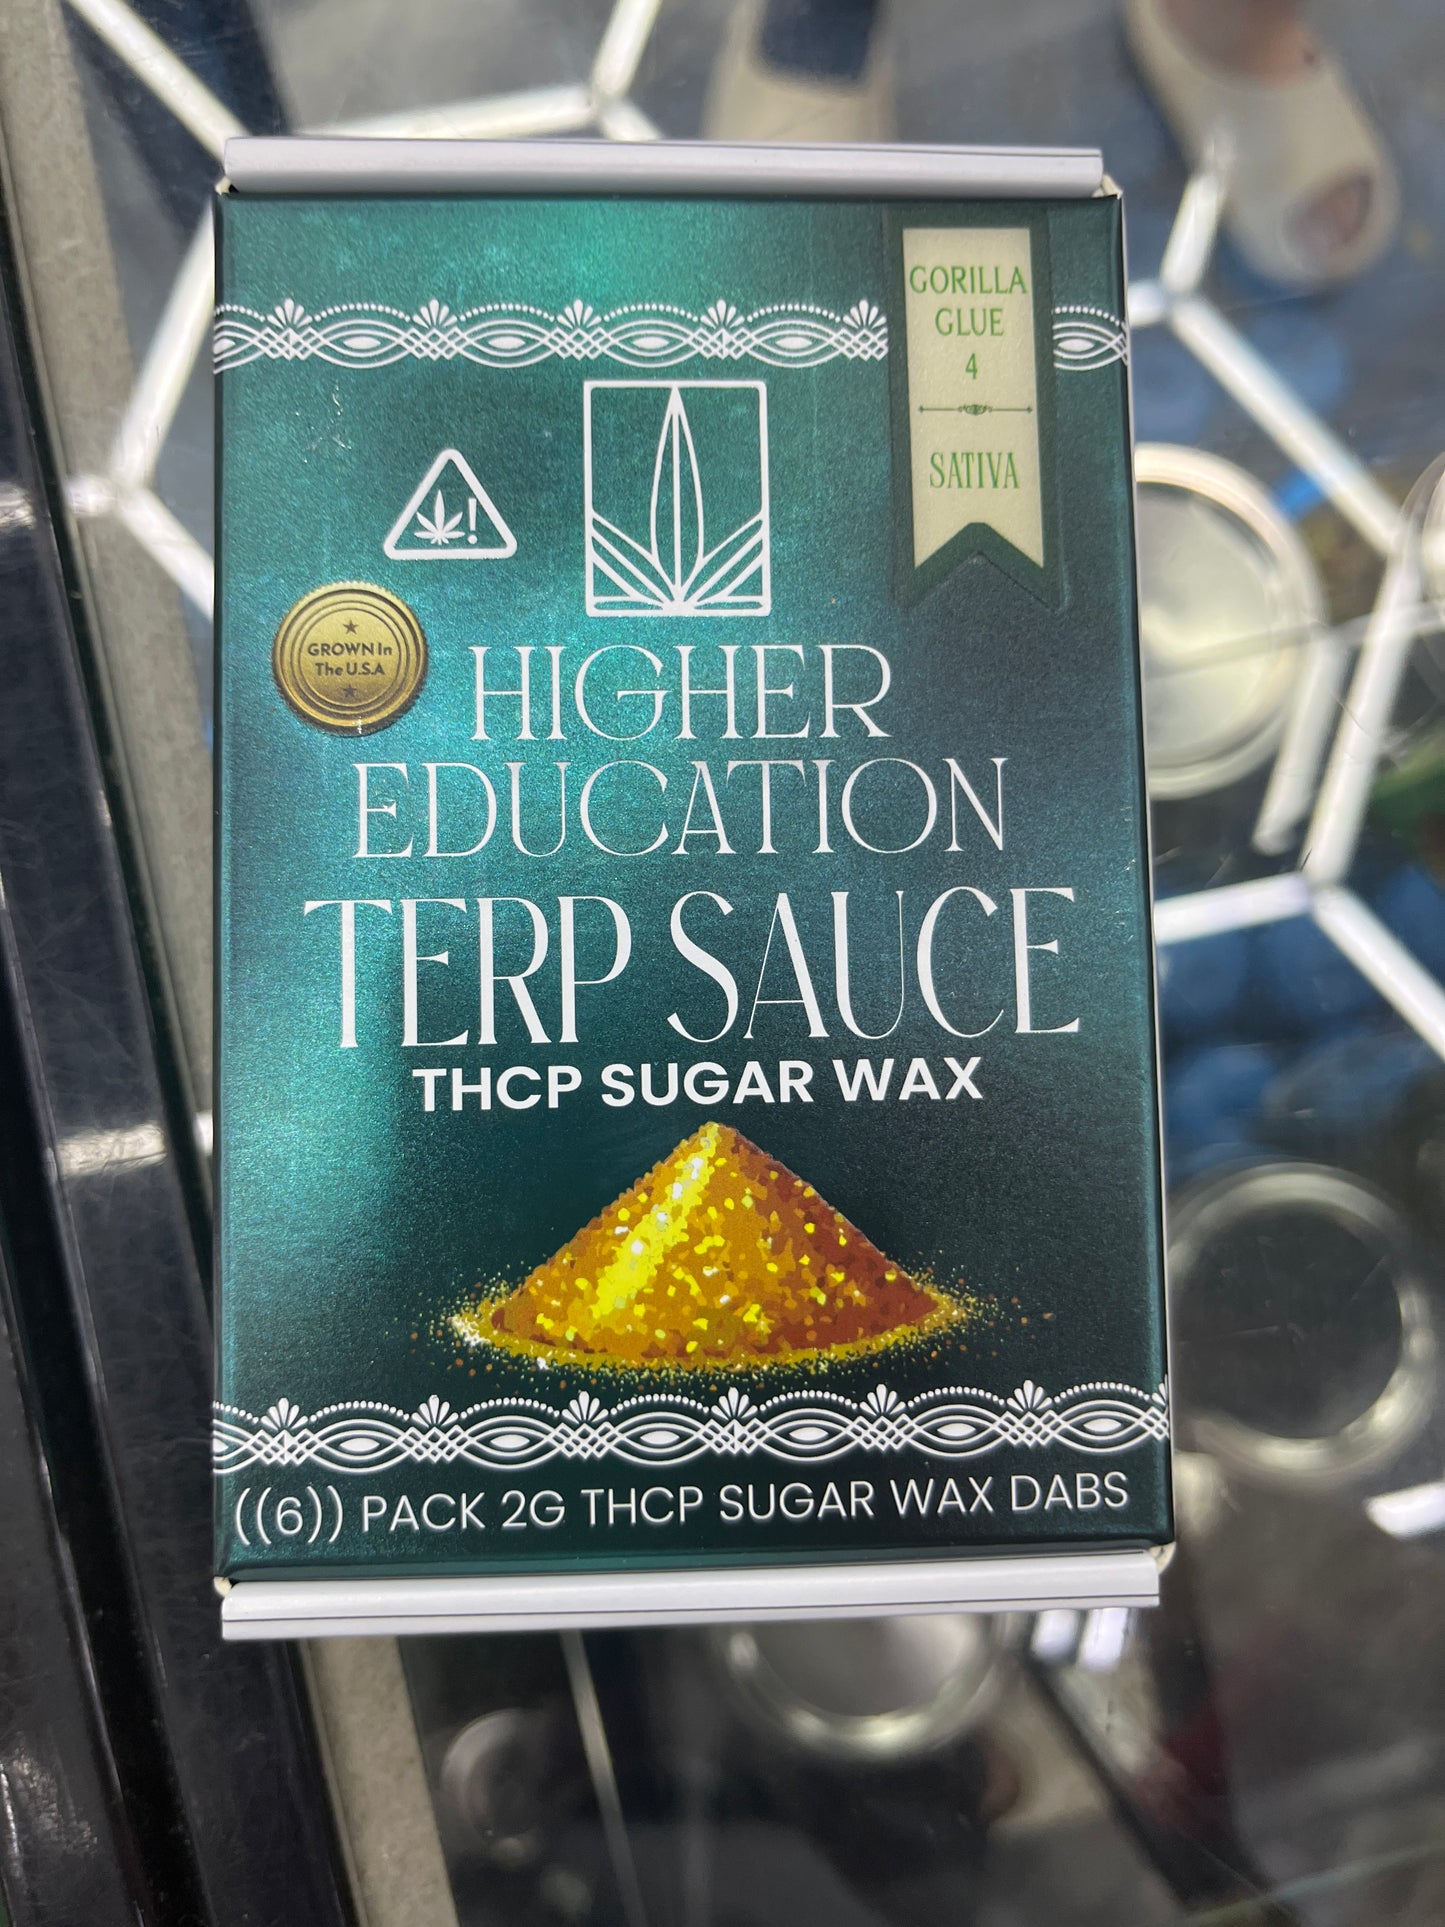 GORILLA
GLUE
4
SATIVA
!
GROWN In
The U.S.A
HIGHER
EDUCATION
TERP SAUCE
THCP SUGAR WAX
((6)) PACK 2G THCP SUGAR WAX DABS